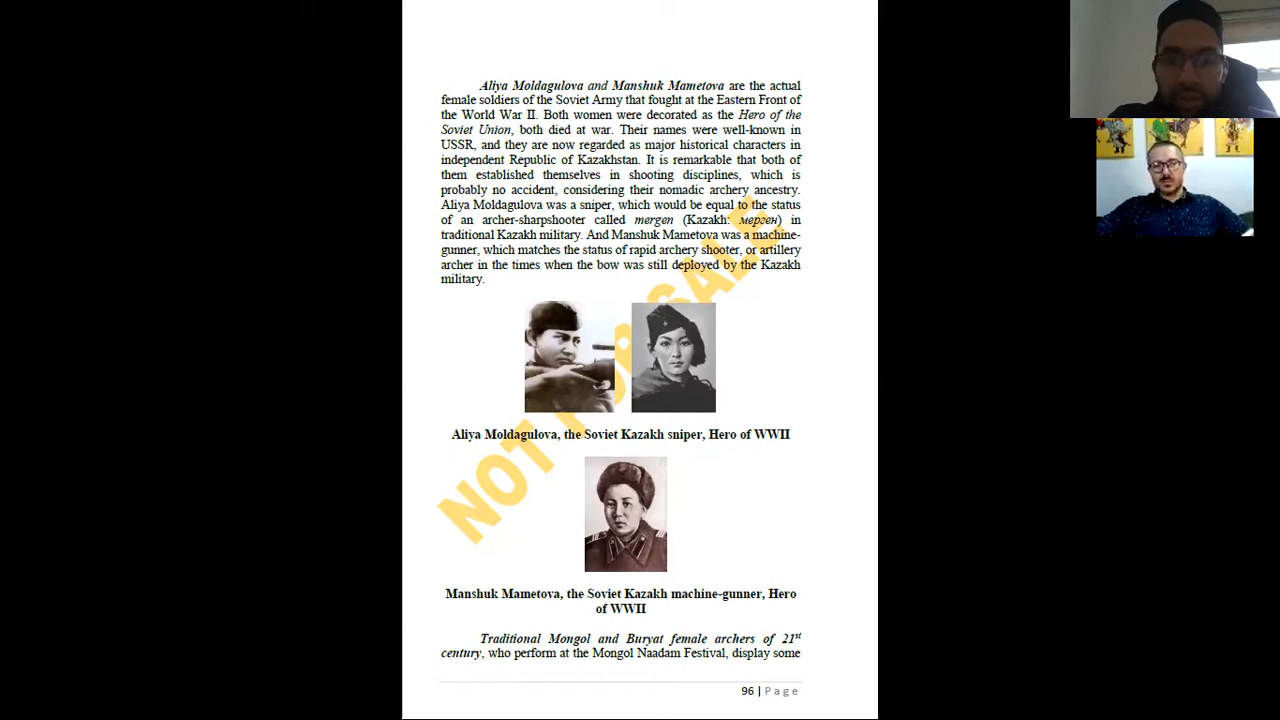 Aliya Moldagulova and Manshuk Mametova are the actual
female soldiers of the Soviet Army that fought at the Eastern Front of
the World War II. Both women were decorated as the Hero of the
Soviet Union, both died at war. Their names were well-known in
USSR, and they are now regarded as major historical characters in
independent Republic of Kazakhstan. It is remarkable that both of
them established themselves in shooting disciplines, which is
probably no accident, considering their nomadic archery ancestry.
Aliya Moldagulova was a sniper, which would be equal to the status
of an archer-sharpshooter called mergen (Kazakh: мерген) in
traditional Kazakh military. And Manshuk Mametova was a machine-
gunner, which matches the status of rapid archery shooter, or artillery
archer in the times when the bow was still deployed by the Kazakh
military.
NOT FOR SALE
Aliya Moldagulova, the Soviet Kazakh sniper, Hero of WWII
Manshuk Mametova, the Soviet Kazakh machine-gunner, Hero
of WWII
Traditional Mongol and Buryat female archers of 21st
century, who perform at the Mongol Naadam Festival, display some
96 | Page